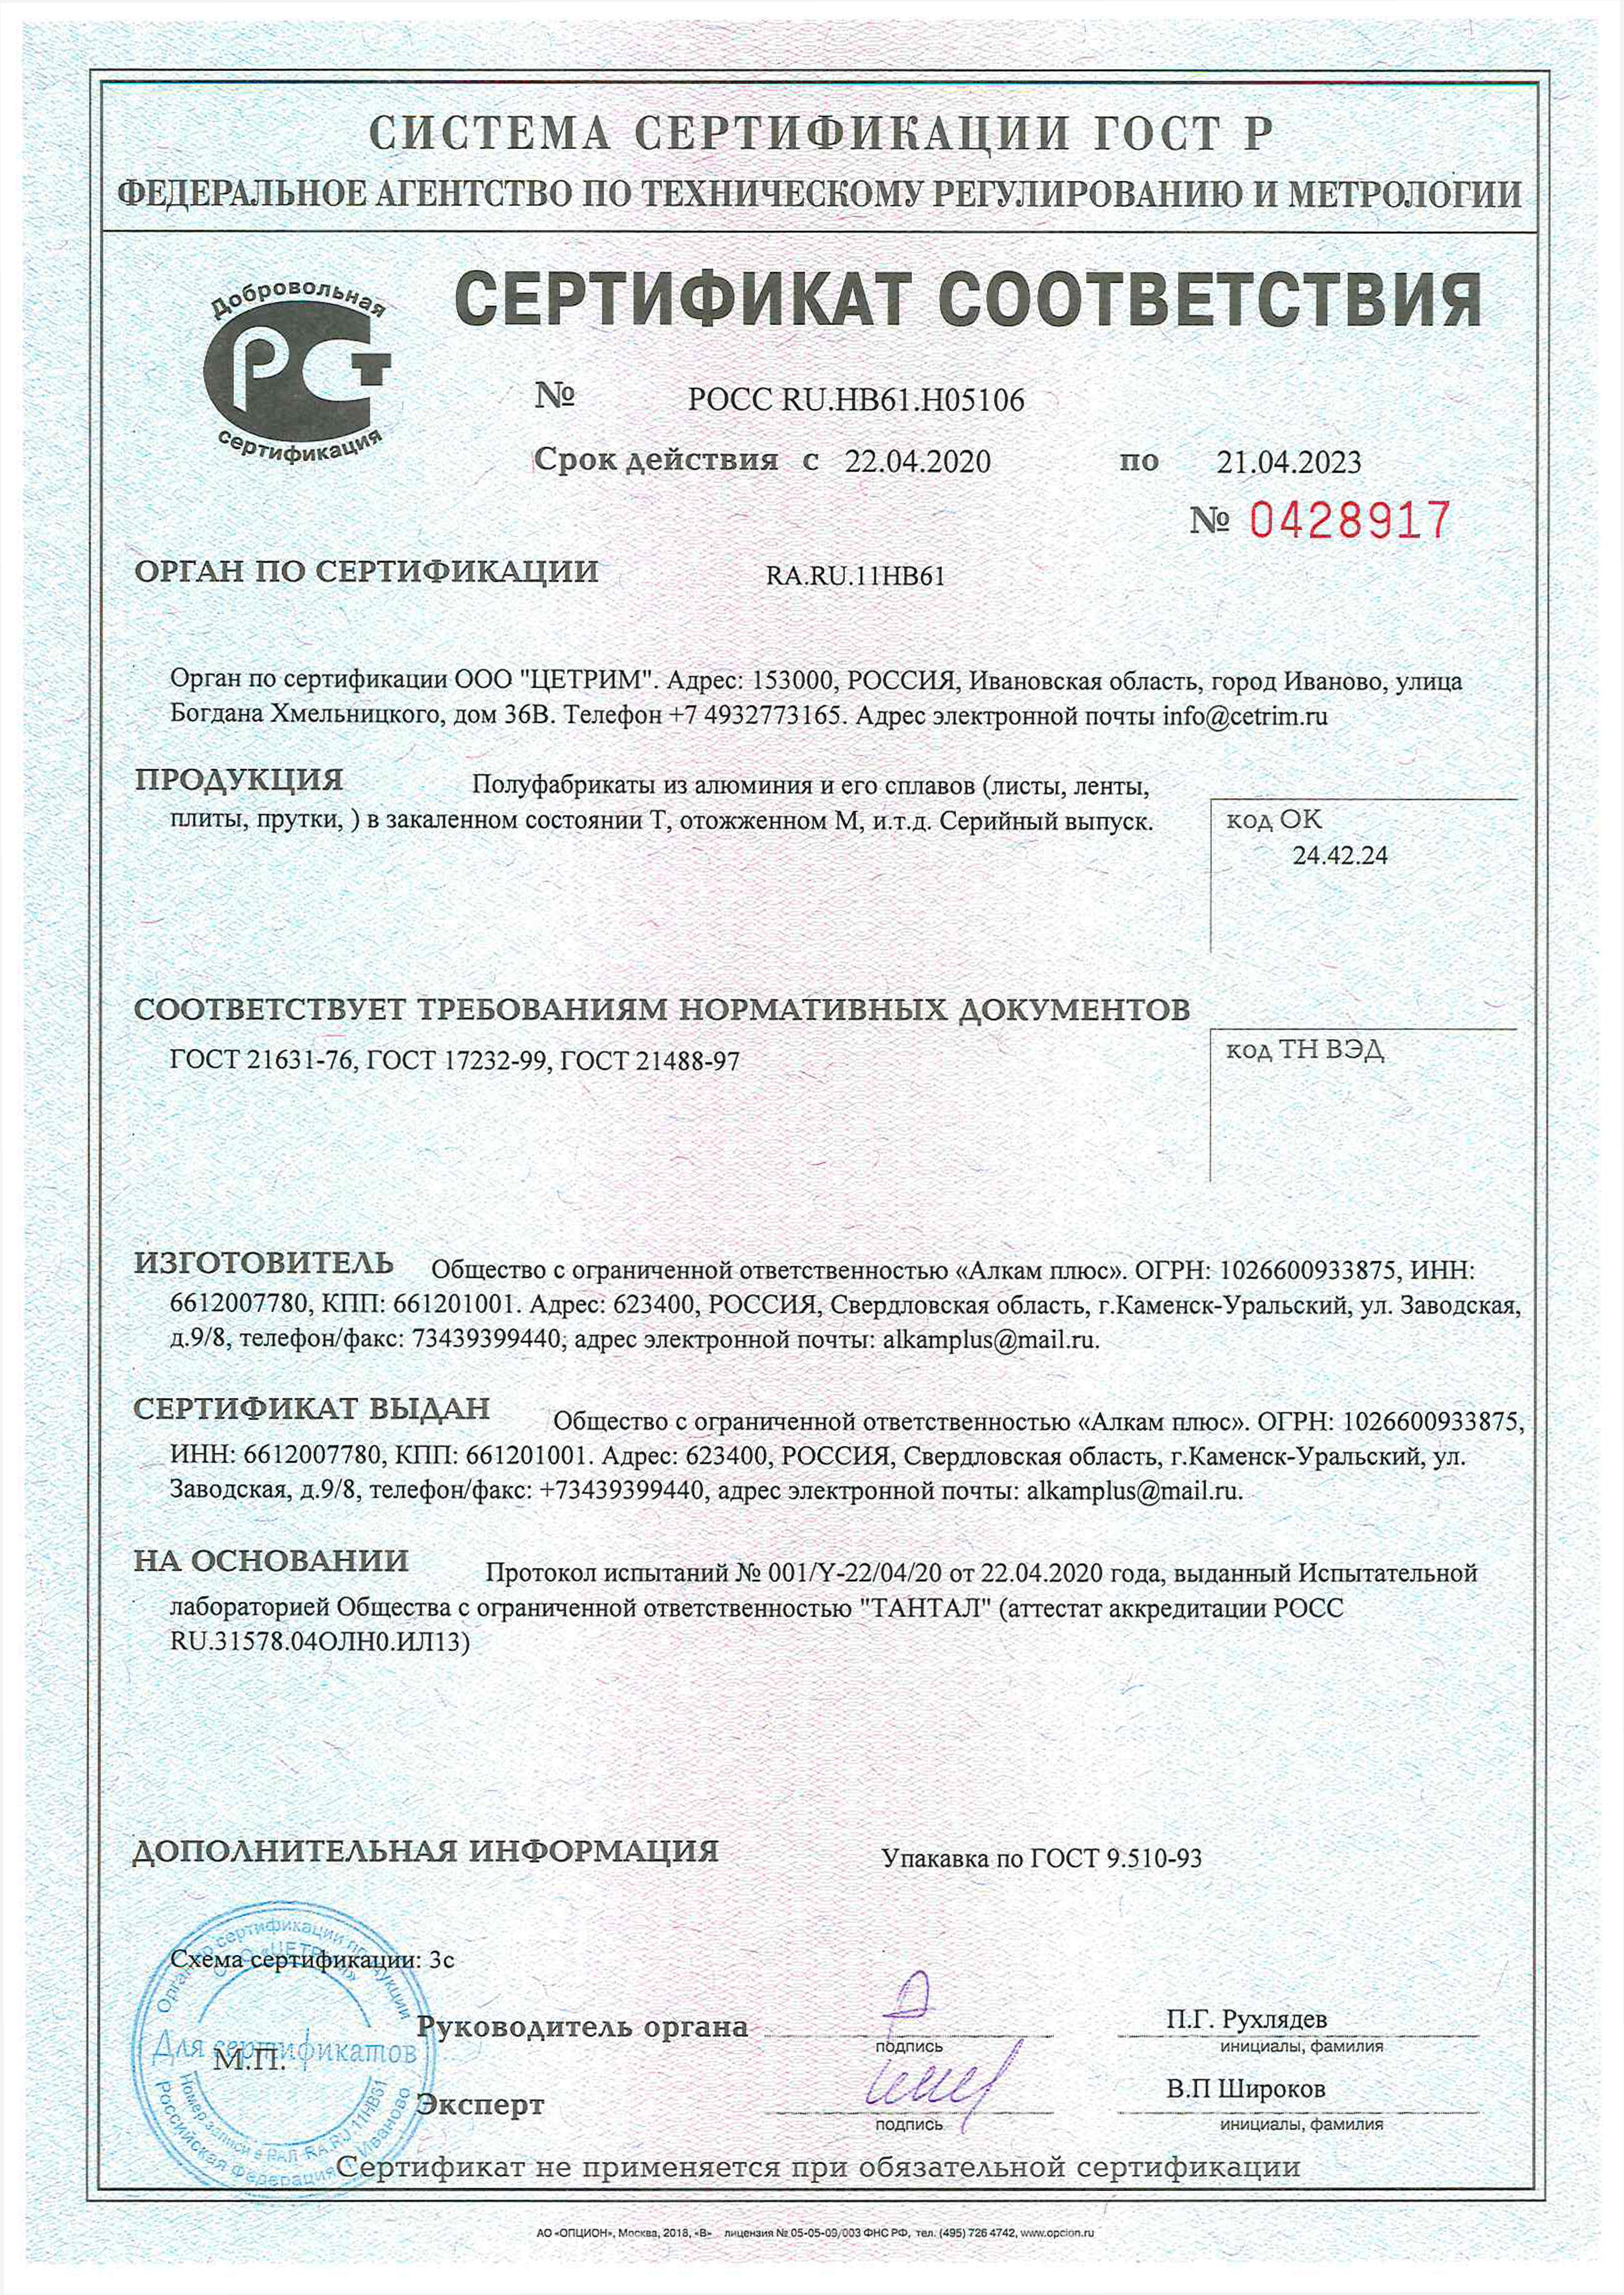 СИСТЕМА СЕРТИФИКАЦИИ ГОСТ Р
ФЕДЕРАЛЬНОЕ АГЕНТСТВО ПО ТЕХНИЧЕСКОМУ РЕГУЛИРОВАНИЮ И МЕТРОЛОГИИ
Добровольная
РСТ
сертификация
СЕРТИФИКАТ СООТВЕТСТВИЯ
№ РОСС RU.НВ61.Н05106
Срок действия с 22.04.2020 по 21.04.2023
№ 0428917
ОРГАН ПО СЕРТИФИКАЦИИ RA.RU.11НВ61
Орган по сертификации ООО "ЦЕТРИМ". Адрес: 153000, РОССИЯ, Ивановская область, город Иваново, улица
Богдана Хмельницкого, дом 36В. Телефон +7 4932773165. Адрес электронной почты info@cetrim.ru
ПРОДУКЦИЯ Полуфабрикаты из алюминия и его сплавов (листы, ленты,
плиты, прутки, ) в закаленном состоянии Т, отожженном М, и.т.д. Серийный выпуск.
код ОК
24.42.24
СООТВЕТСТВУЕТ ТРЕБОВАНИЯМ НОРМАТИВНЫХ ДОКУМЕНТОВ
ГОСТ 21631-76, ГОСТ 17232-99, ГОСТ 21488-97
код ТН ВЭД
ИЗГОТОВИТЕЛЬ Общество с ограниченной ответственностью «Алкам плюс». ОГРН: 1026600933875, ИНН:
6612007780, КПП: 661201001. Адрес: 623400, РОССИЯ, Свердловская область, г.Каменск-Уральский, ул. Заводская,
д.9/8, телефон/факс: 73439399440, адрес электронной почты: alkamplus@mail.ru.
СЕРТИФИКАТ ВЫДАН Общество с ограниченной ответственностью «Алкам плюс». ОГРН: 1026600933875,
ИНН: 6612007780, КПП: 661201001. Адрес: 623400, РОССИЯ, Свердловская область, г.Каменск-Уральский, ул.
Заводская, д.9/8, телефон/факс: +73439399440, адрес электронной почты: alkamplus@mail.ru.
НА ОСНОВАНИИ Протокол испытаний № 001/Y-22/04/20 от 22.04.2020 года, выданный Испытательной
лабораторией Общества с ограниченной ответственностью "ТАНТАЛ" (аттестат аккредитации РОСС
RU.31578.04ОЛН0.ИЛ13)
ДОПОЛНИТЕЛЬНАЯ ИНФОРМАЦИЯ Упакавка по ГОСТ 9.510-93
Схема сертификации: 3с
Орган по сертификации продукции
ООО «ЦЕТРИМ»
Для сертификатов
Номер записи в РАЛ RA.RU.11НВ61
Российская Федерация г. Иваново
М.П.
Руководитель органа П.Г. Рухлядев
подпись инициалы, фамилия
Эксперт В.П Широков
подпись инициалы, фамилия
Сертификат не применяется при обязательной сертификации
АО «ОПЦИОН», Москва, 2018, «В» лицензия № 05-05-09/003 ФНС РФ, тел. (495) 726 4742, www.opcion.ru